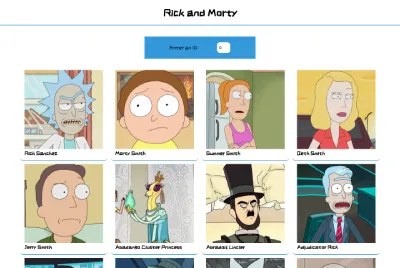 Rick and Morty
Enter an ID 0
Rick Sanchez
Morty Smith
Summer Smith
Beth Smith
Jerry Smith
Abadango Cluster Princess
Abradolf Lincler
Adjudicator Rick